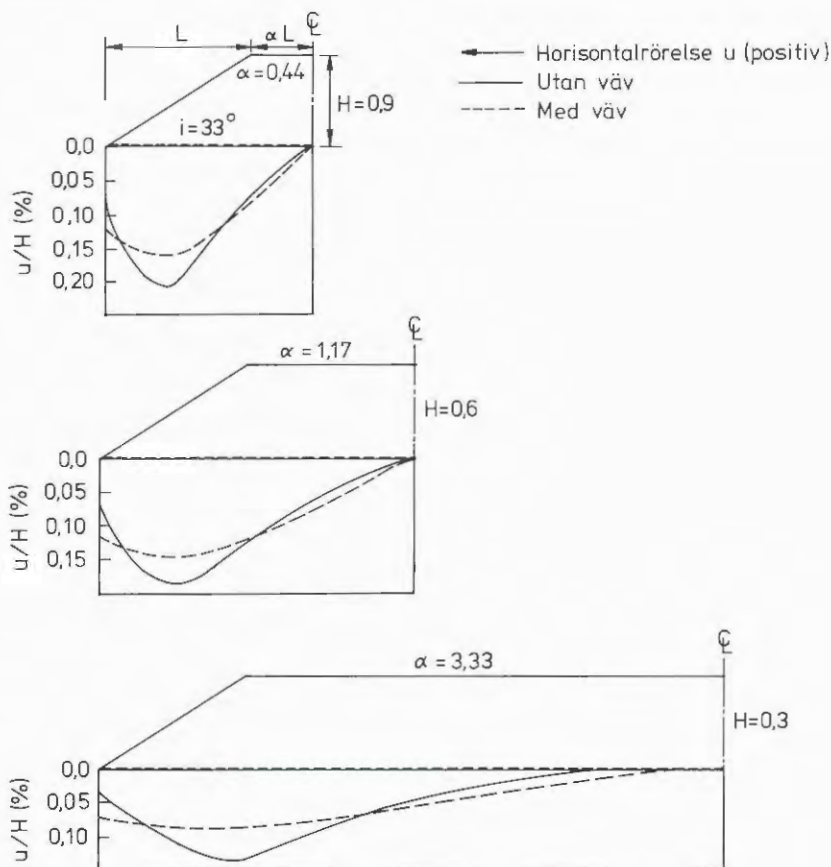 L
α L
℄
α=0,44
H=0,9
i=33°
Horisontalrörelse u (positiv)
Utan väv
Med väv
0,0
0,05
0,10
0,15
0,20
u/H (%)
℄
α = 1,17
H=0,6
0,0
0,05
0,10
0,15
u/H (%)
℄
α = 3,33
H=0,3
0,0
0,05
0,10
u/H (%)